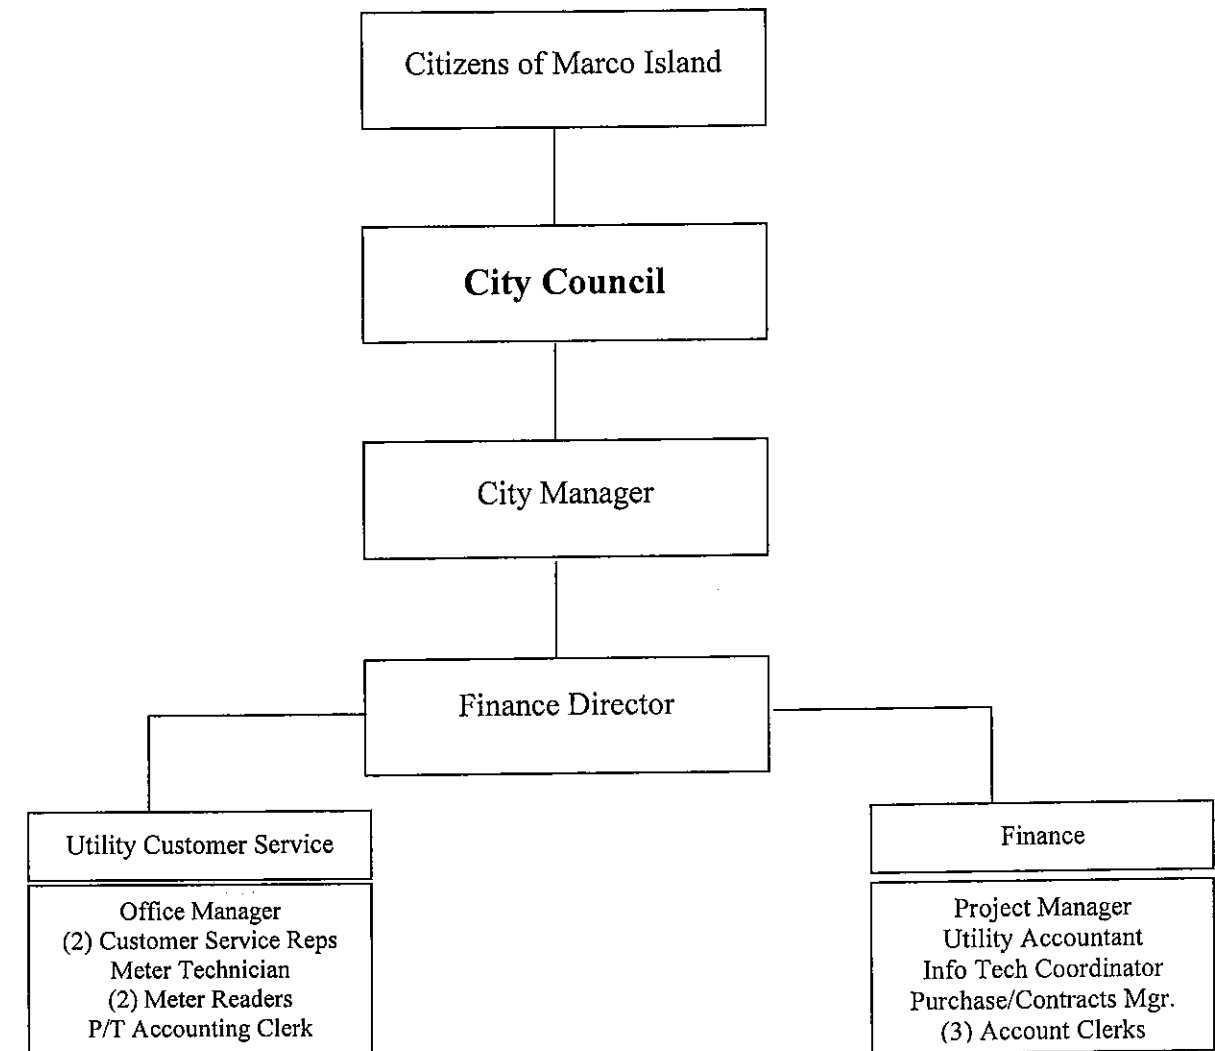 Citizens of Marco Island
City Council
City Manager
Finance Director
Utility Customer Service
Office Manager
(2) Customer Service Reps
Meter Technician
(2) Meter Readers
P/T Accounting Clerk
Finance
Project Manager
Utility Accountant
Info Tech Coordinator
Purchase/Contracts Mgr.
(3) Account Clerks